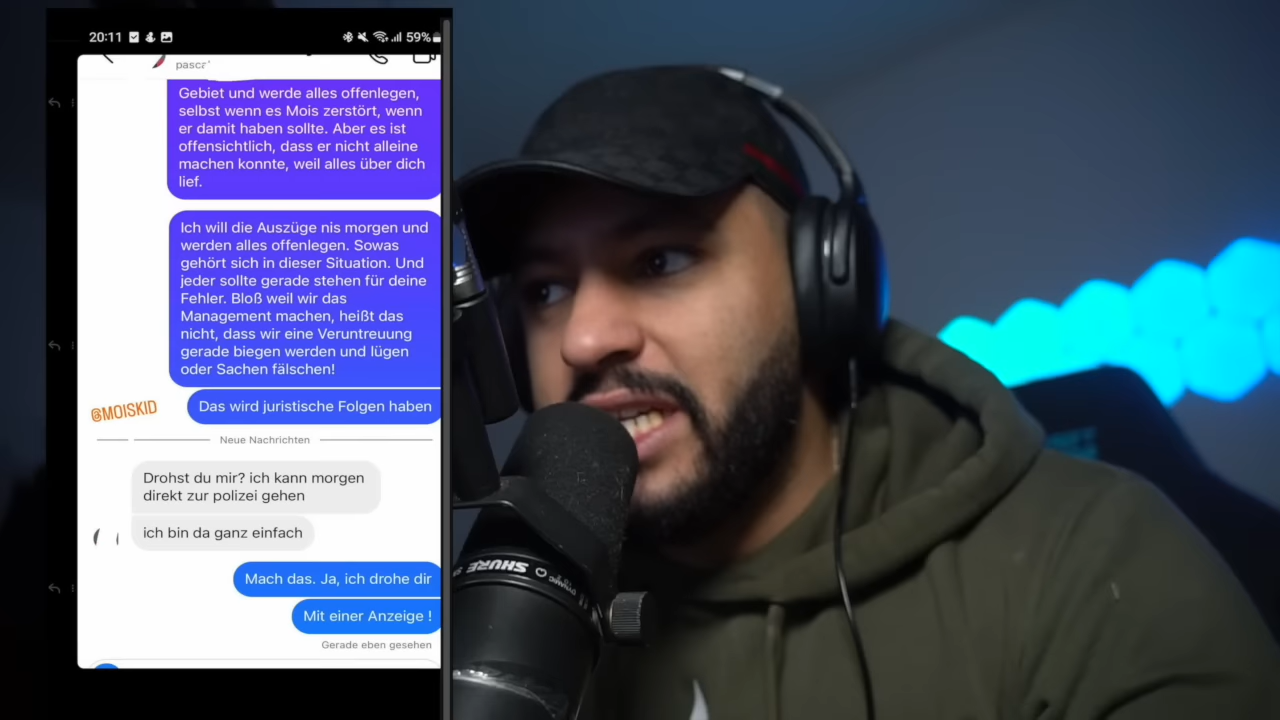 20:11
59%
Gebiet und werde alles offenlegen,
selbst wenn es Mois zerstört, wenn
er damit haben sollte. Aber es ist
offensichtlich, dass er nicht alleine
machen konnte, weil alles über dich
lief.
Ich will die Auszüge nis morgen und
werden alles offenlegen. Sowas
gehört sich in dieser Situation. Und
jeder sollte gerade stehen für deine
Fehler. Bloß weil wir das
Management machen, heißt das
nicht, dass wir eine Veruntreuung
gerade biegen werden und lügen
oder Sachen fälschen!
@MOISKID
Das wird juristische Folgen haben
Neue Nachrichten
Drohst du mir? ich kann morgen
direkt zur polizei gehen
ich bin da ganz einfach
Mach das. Ja, ich drohe dir
Mit einer Anzeige !
Gerade eben gesehen
SHURE